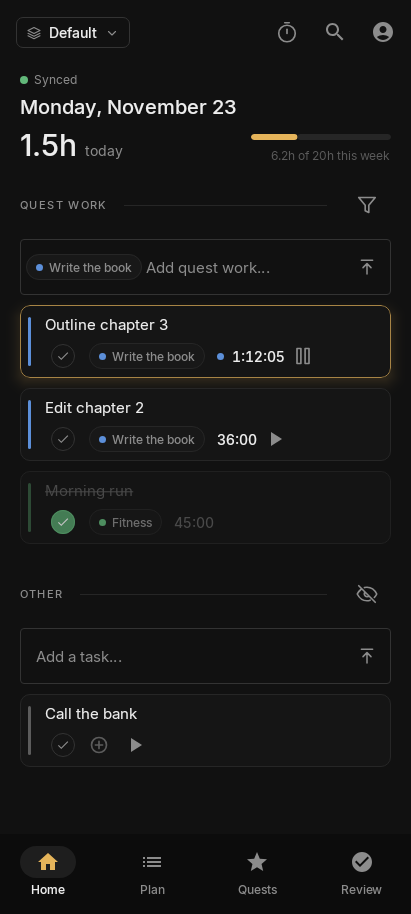 Default
Synced
Monday, November 23
1.5h today
6.2h of 20h this week
QUEST WORK
Write the book Add quest work...
Outline chapter 3
Write the book 1:12:05
Edit chapter 2
Write the book 36:00
Morning run
Fitness 45:00
OTHER
Add a task...
Call the bank
Home Plan Quests Review